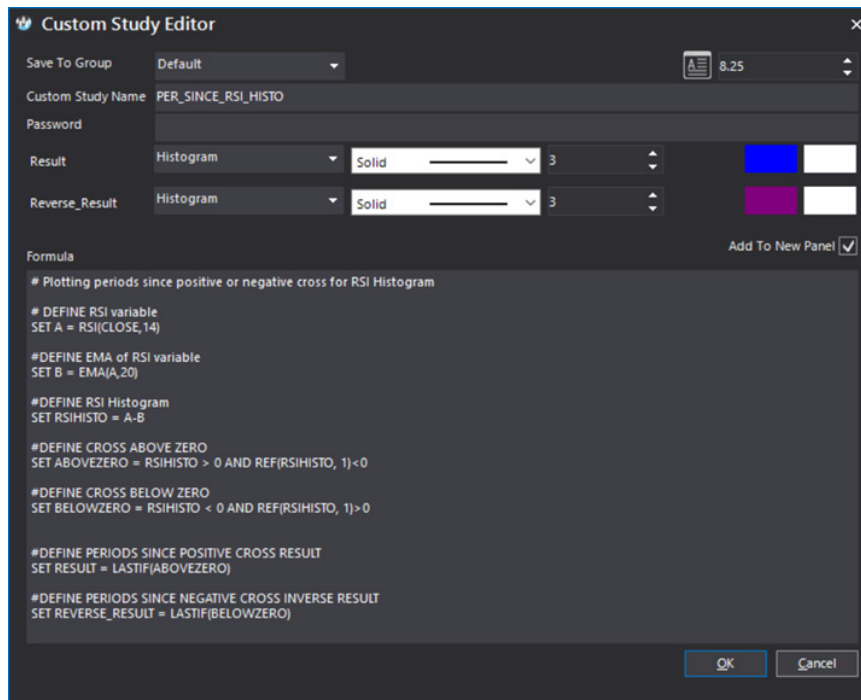 Custom Study Editor
Save To Group Default 8.25
Custom Study Name PER_SINCE_RSI_HISTO
Password
Result Histogram Solid 3
Reverse_Result Histogram Solid 3
Add To New Panel
Formula
# Plotting periods since positive or negative cross for RSI Histogram
# DEFINE RSI variable
SET A = RSI(CLOSE,14)
#DEFINE EMA of RSI variable
SET B = EMA(A,20)
#DEFINE RSI Histogram
SET RSIHISTO = A-B
#DEFINE CROSS ABOVE ZERO
SET ABOVEZERO = RSIHISTO > 0 AND REF(RSIHISTO, 1)<0
#DEFINE CROSS BELOW ZERO
SET BELOWZERO = RSIHISTO < 0 AND REF(RSIHISTO, 1)>0
#DEFINE PERIODS SINCE POSITIVE CROSS RESULT
SET RESULT = LASTIF(ABOVEZERO)
#DEFINE PERIODS SINCE NEGATIVE CROSS INVERSE RESULT
SET REVERSE_RESULT = LASTIF(BELOWZERO)
OK Cancel